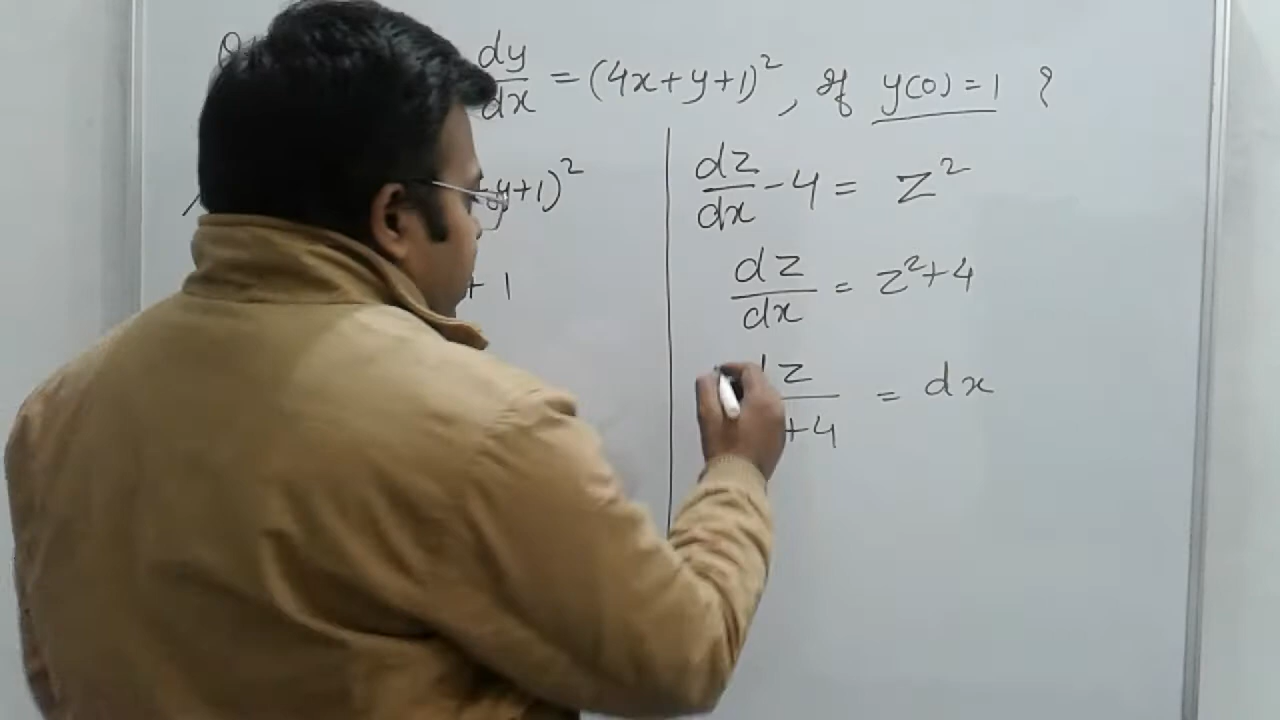 dy/dx = (4x+y+1)², If y(0) = 1 ?
y+1)²
+ 1
dz/dx - 4 = z²
dz/dx = z²+4
dz/+4 = dx